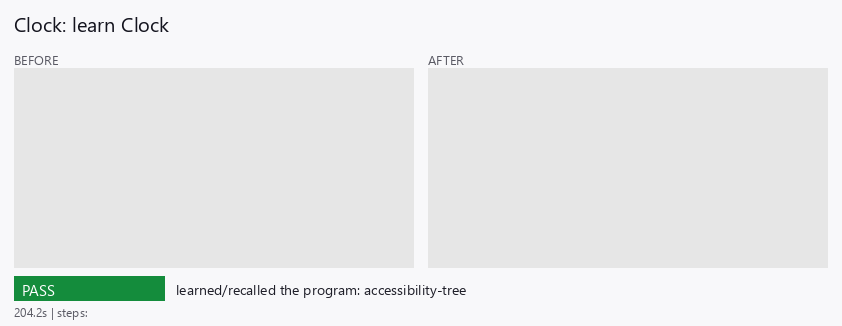 Clock: learn Clock
BEFORE
AFTER
PASS
learned/recalled the program: accessibility-tree
204.2s | steps: